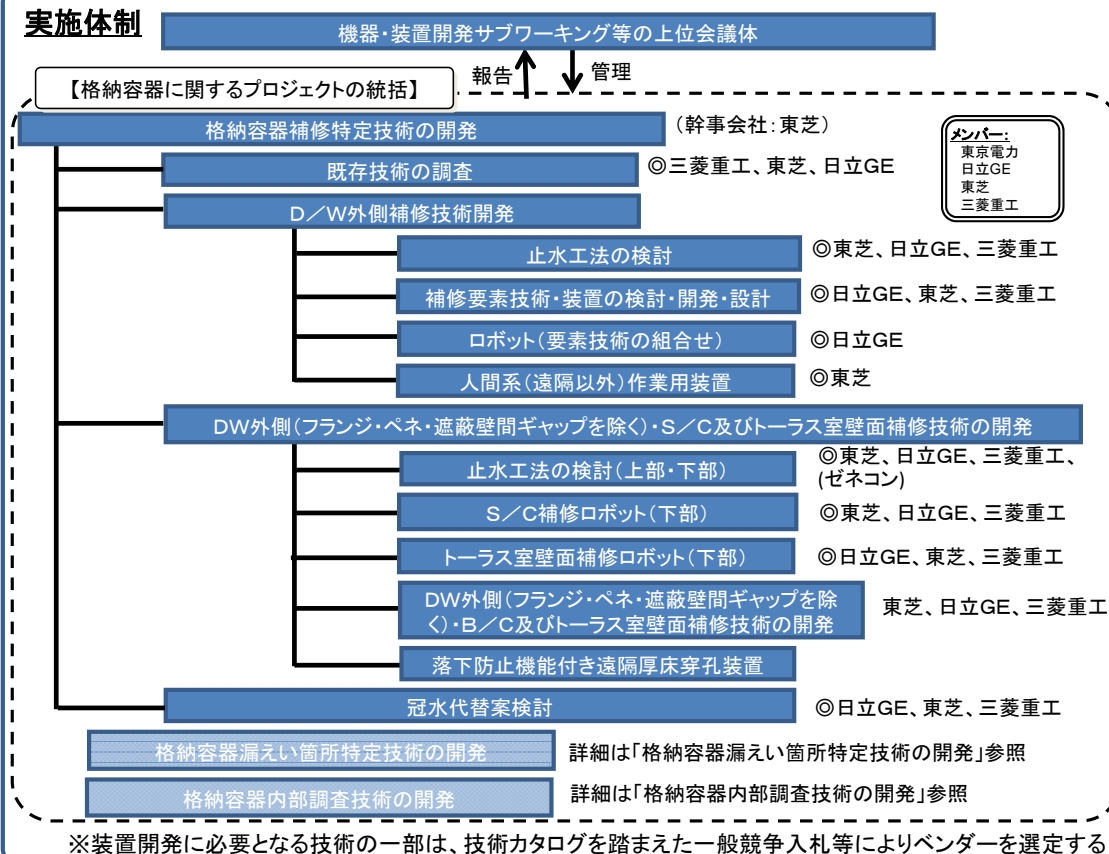 実施体制
機器・装置開発サブワーキング等の上位会議体
報告
管理
【格納容器に関するプロジェクトの統括】
格納容器補修特定技術の開発
(幹事会社：東芝)
メンバー：
東京電力
日立GE
東芝
三菱重工
既存技術の調査
◎三菱重工、東芝、日立GE
D／W外側補修技術開発
止水工法の検討
◎東芝、日立GE、三菱重工
補修要素技術・装置の検討・開発・設計
◎日立GE、東芝、三菱重工
ロボット(要素技術の組合せ)
◎日立GE
人間系(遠隔以外)作業用装置
◎東芝
DW外側(フランジ・ペネ・遮蔽壁間ギャップを除く)・S／C及びトーラス室壁面補修技術の開発
止水工法の検討(上部・下部)
◎東芝、日立GE、三菱重工、
(ゼネコン)
S／C補修ロボット(下部)
◎東芝、日立GE、三菱重工
トーラス室壁面補修ロボット(下部)
◎日立GE、東芝、三菱重工
DW外側(フランジ・ペネ・遮蔽壁間ギャップを除
く)・B／C及びトーラス室壁面補修技術の開発
東芝、日立GE、三菱重工
落下防止機能付き遠隔厚床穿孔装置
冠水代替案検討
◎日立GE、東芝、三菱重工
格納容器漏えい箇所特定技術の開発
詳細は「格納容器漏えい箇所特定技術の開発」参照
格納容器内部調査技術の開発
詳細は「格納容器内部調査技術の開発」参照
※装置開発に必要となる技術の一部は、技術カタログを踏まえた一般競争入札等によりベンダーを選定する